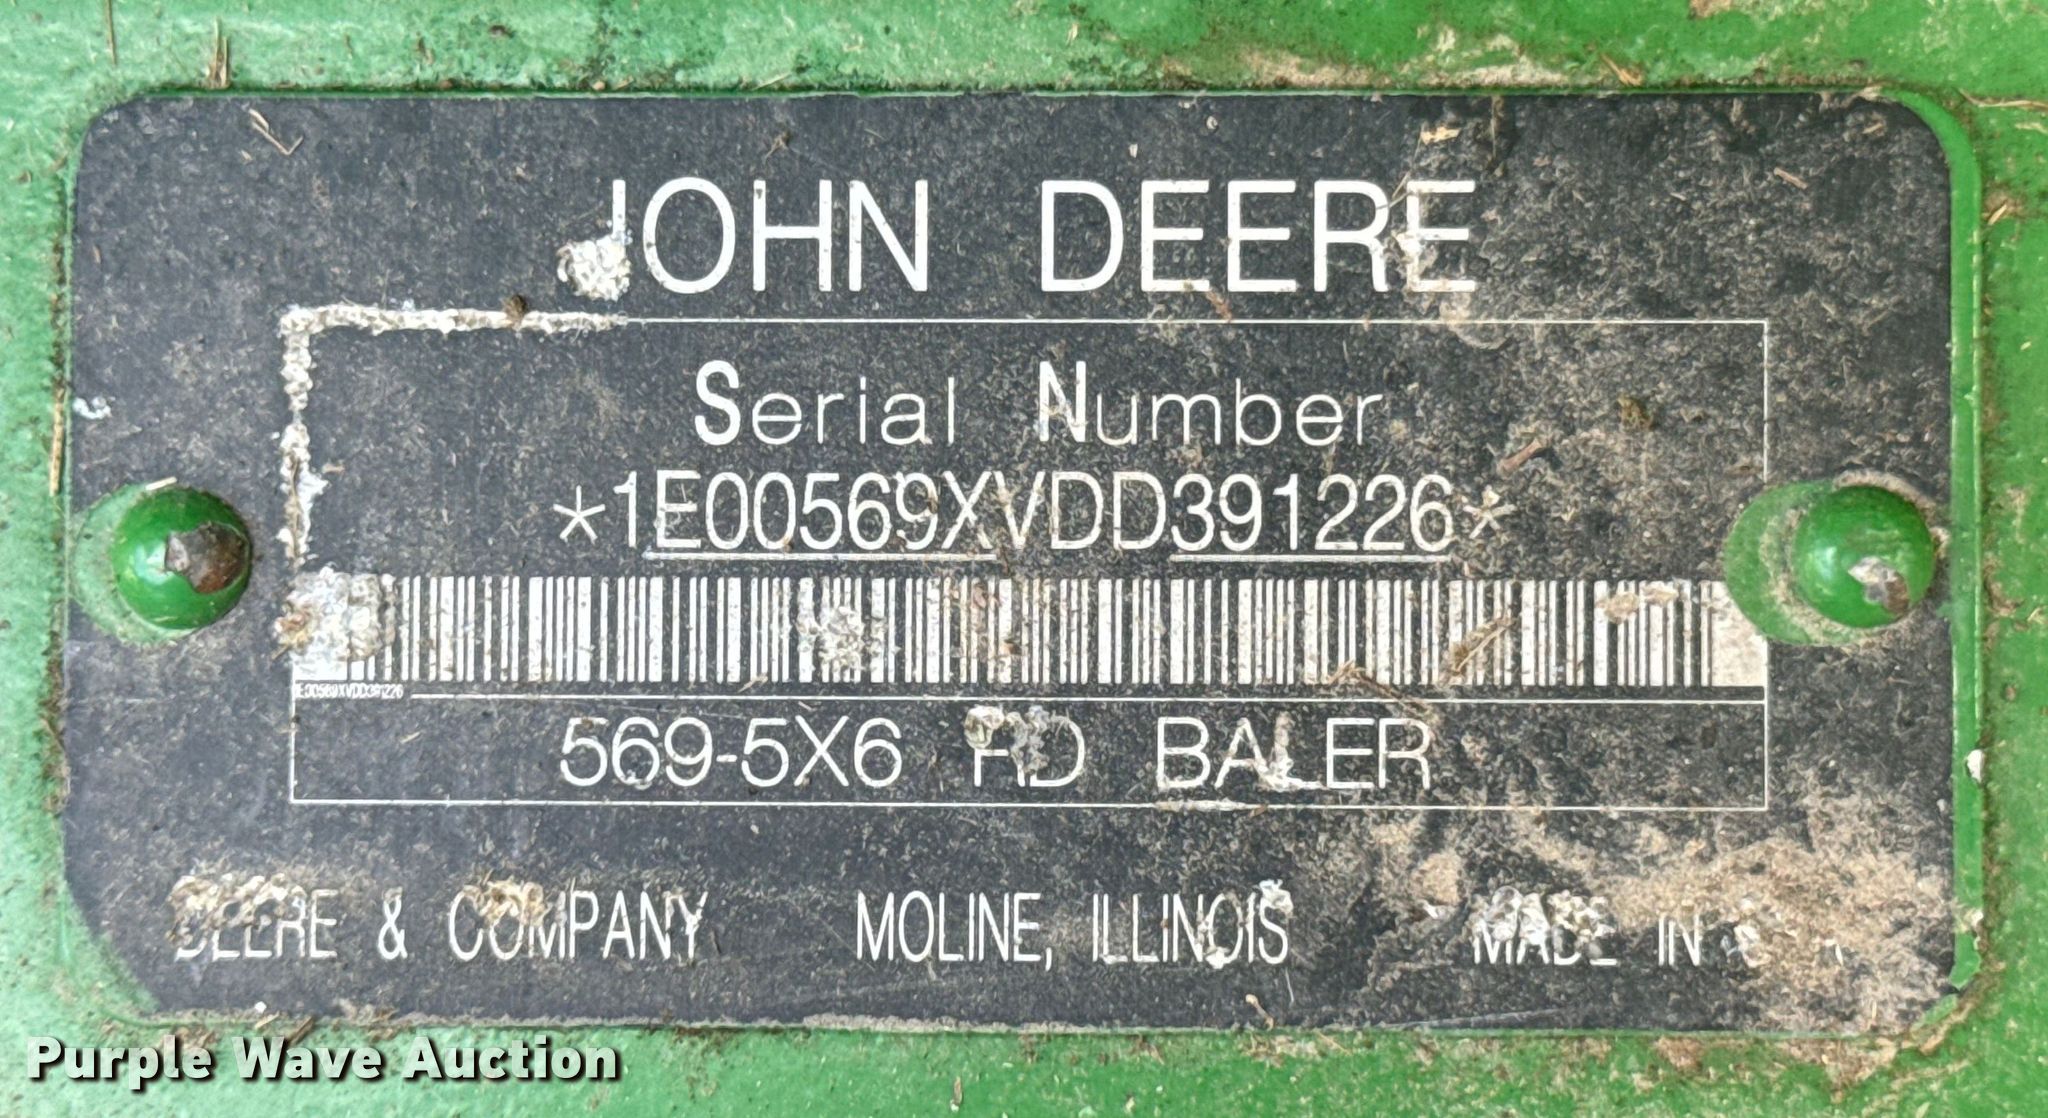 JOHN DEERE
Serial Number
*1E00569XVDD391226*
1E00569XVDD391226
569-5X6 RD BALER
DEERE & COMPANY MOLINE, ILLINOIS MADE IN
Purple Wave Auction